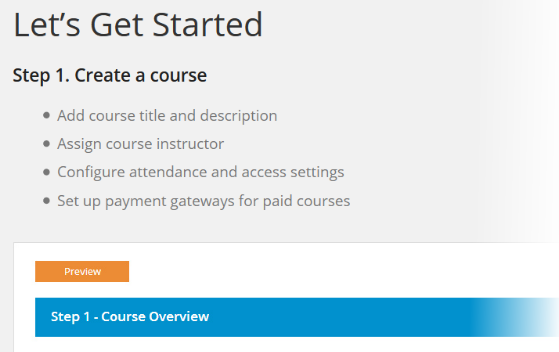 Let’s Get Started
Step 1. Create a course
Add course title and description
Assign course instructor
Configure attendance and access settings
Set up payment gateways for paid courses
Preview
Step 1 - Course Overview